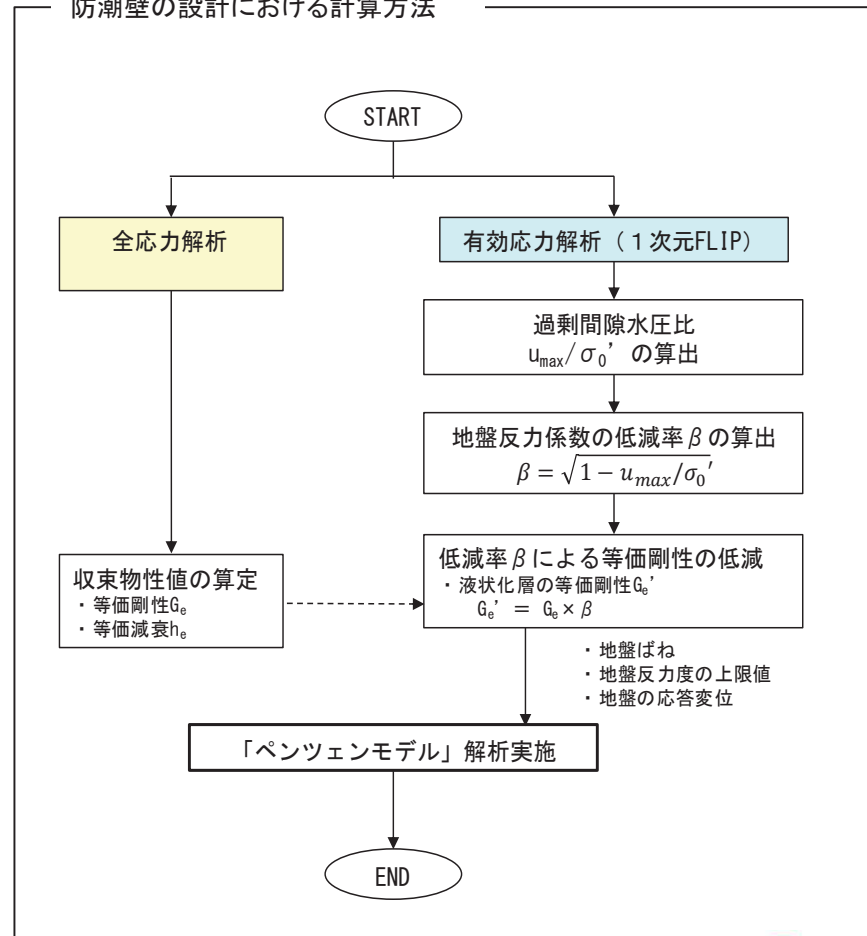 防潮壁の設計における計算方法
START
全応力解析
有効応力解析（１次元FLIP）
過剰間隙水圧比
u_max/σ₀’ の算出
地盤反力係数の低減率βの算出
β = √(1 − u_max/σ₀′)
収束物性値の算定
・等価剛性Gₑ
・等価減衰hₑ
低減率βによる等価剛性の低減
・液状化層の等価剛性Gₑ’
Gₑ’ = Gₑ×β
・地盤ばね
・地盤反力度の上限値
・地盤の応答変位
「ペンツェンモデル」解析実施
END